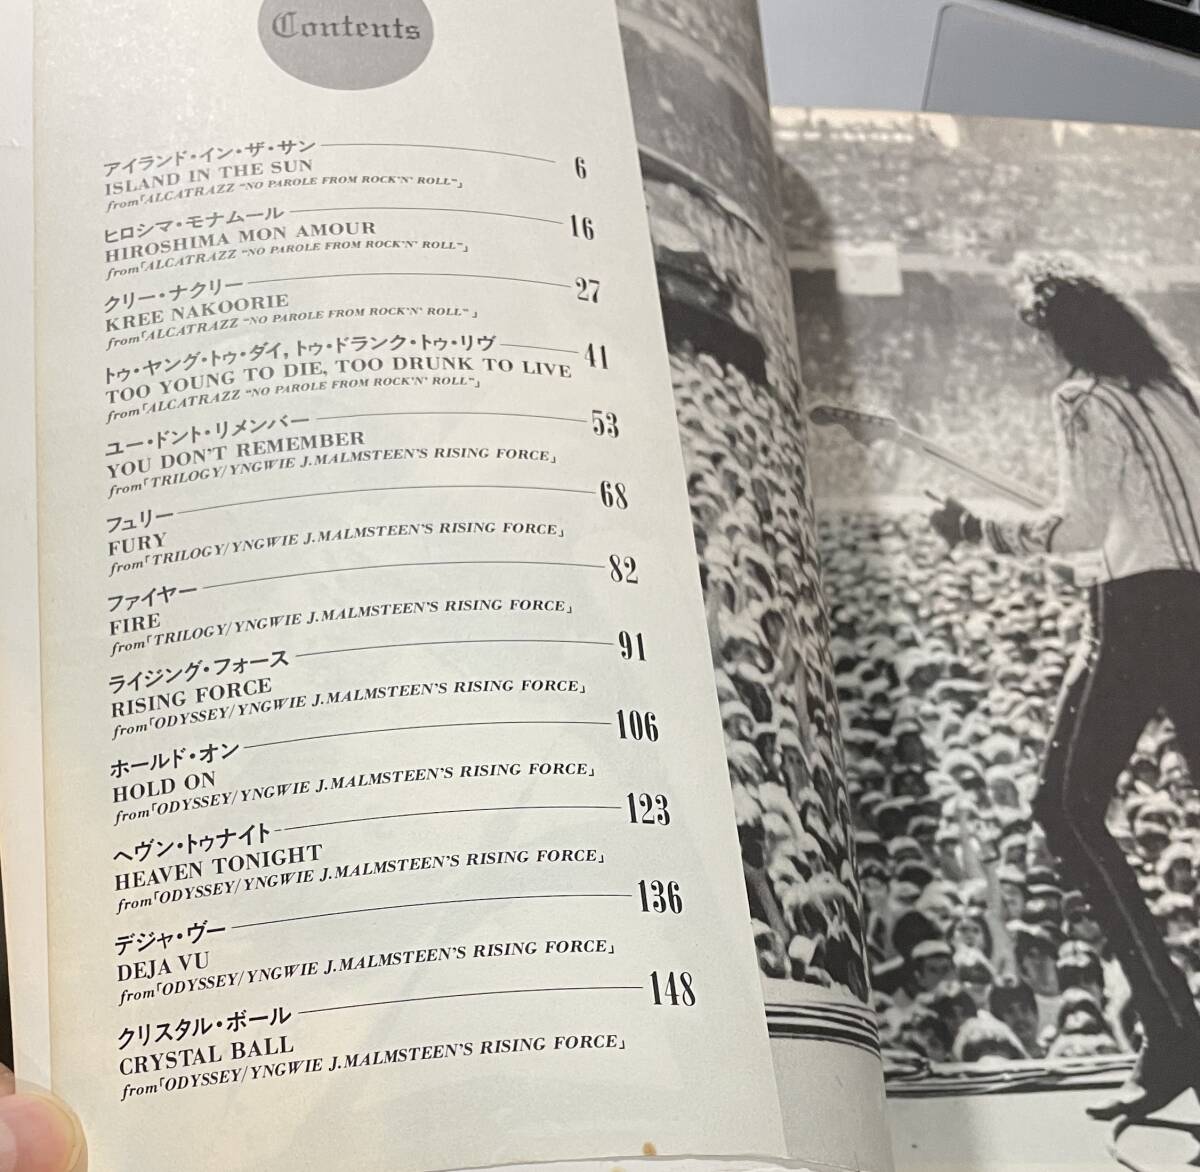 Contents
アイランド・イン・ザ・サン 6
ISLAND IN THE SUN
from「ALCATRAZZ "NO PAROLE FROM ROCK'N' ROLL"」
ヒロシマ・モナムール 16
HIROSHIMA MON AMOUR
from「ALCATRAZZ "NO PAROLE FROM ROCK'N' ROLL"」
クリー・ナクリー 27
KREE NAKOORIE
from「ALCATRAZZ "NO PAROLE FROM ROCK'N' ROLL"」
トゥ・ヤング・トゥ・ダイ, トゥ・ドランク・トゥ・リヴ 41
TOO YOUNG TO DIE, TOO DRUNK TO LIVE
from「ALCATRAZZ "NO PAROLE FROM ROCK'N' ROLL"」
ユー・ドント・リメンバー 53
YOU DON'T REMEMBER
from「TRILOGY/YNGWIE J.MALMSTEEN'S RISING FORCE」
フュリー 68
FURY
from「TRILOGY/YNGWIE J.MALMSTEEN'S RISING FORCE」
ファイヤー 82
FIRE
from「TRILOGY/YNGWIE J.MALMSTEEN'S RISING FORCE」
ライジング・フォース 91
RISING FORCE
from「ODYSSEY/YNGWIE J.MALMSTEEN'S RISING FORCE」
ホールド・オン 106
HOLD ON
from「ODYSSEY/YNGWIE J.MALMSTEEN'S RISING FORCE」
ヘヴン・トゥナイト 123
HEAVEN TONIGHT
from「ODYSSEY/YNGWIE J.MALMSTEEN'S RISING FORCE」
デジャ・ヴー 136
DEJA VU
from「ODYSSEY/YNGWIE J.MALMSTEEN'S RISING FORCE」
クリスタル・ボール 148
CRYSTAL BALL
from「ODYSSEY/YNGWIE J.MALMSTEEN'S RISING FORCE」